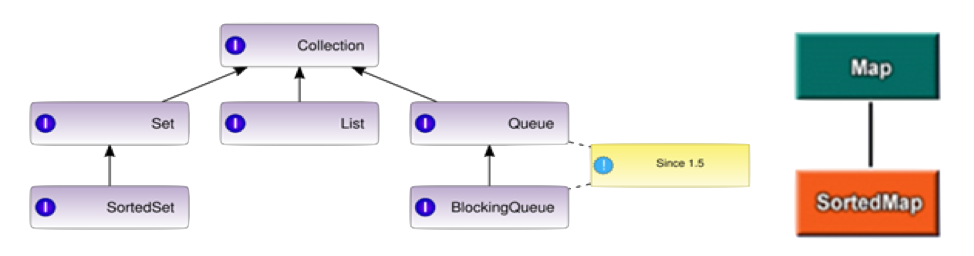 Collection
Set
List
Queue
Since 1.5
SortedSet
BlockingQueue
Map
SortedMap